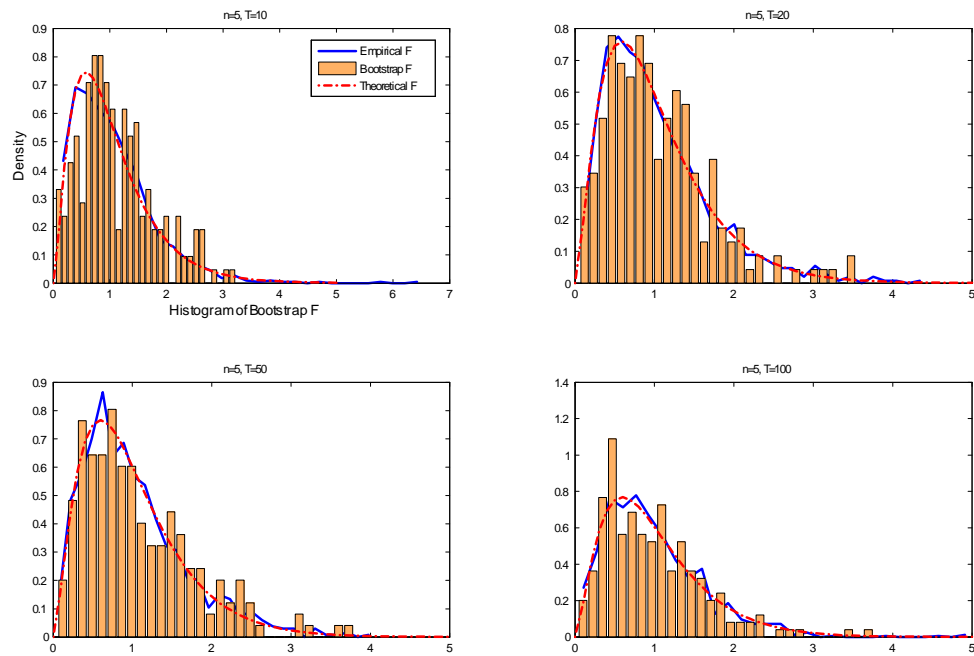 n=5, T=10
0.9
0.8
0.7
0.6
0.5
0.4
0.3
0.2
0.1
0
Density
Empirical F
Bootstrap F
Theoretical F
0 1 2 3 4 5 6 7
Histogram of Bootstrap F
n=5, T=20
0.8
0.7
0.6
0.5
0.4
0.3
0.2
0.1
0
0 1 2 3 4 5
n=5, T=50
0.9
0.8
0.7
0.6
0.5
0.4
0.3
0.2
0.1
0
0 1 2 3 4 5
n=5, T=100
1.4
1.2
1
0.8
0.6
0.4
0.2
0
0 1 2 3 4 5